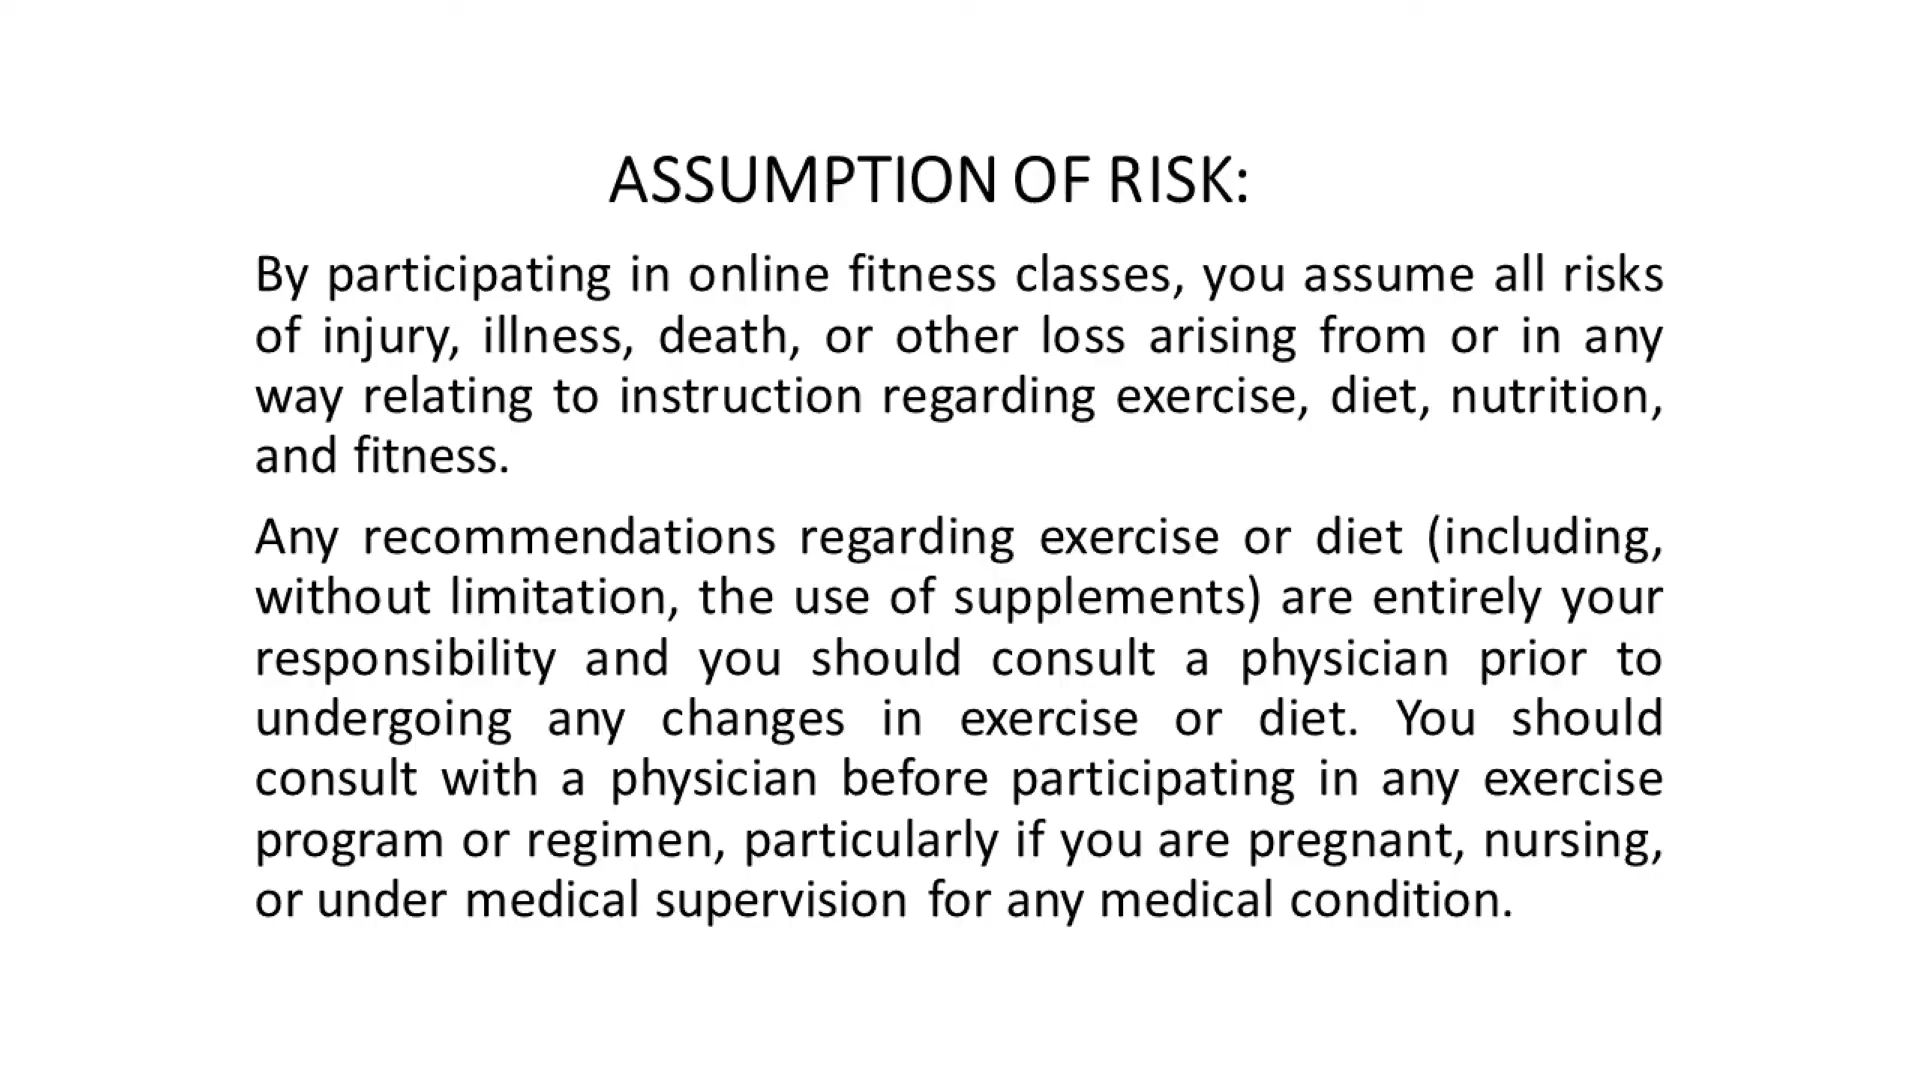 ASSUMPTION OF RISK:
By participating in online fitness classes, you assume all risks
of injury, illness, death, or other loss arising from or in any
way relating to instruction regarding exercise, diet, nutrition,
and fitness.
Any recommendations regarding exercise or diet (including,
without limitation, the use of supplements) are entirely your
responsibility and you should consult a physician prior to
undergoing any changes in exercise or diet. You should
consult with a physician before participating in any exercise
program or regimen, particularly if you are pregnant, nursing,
or under medical supervision for any medical condition.